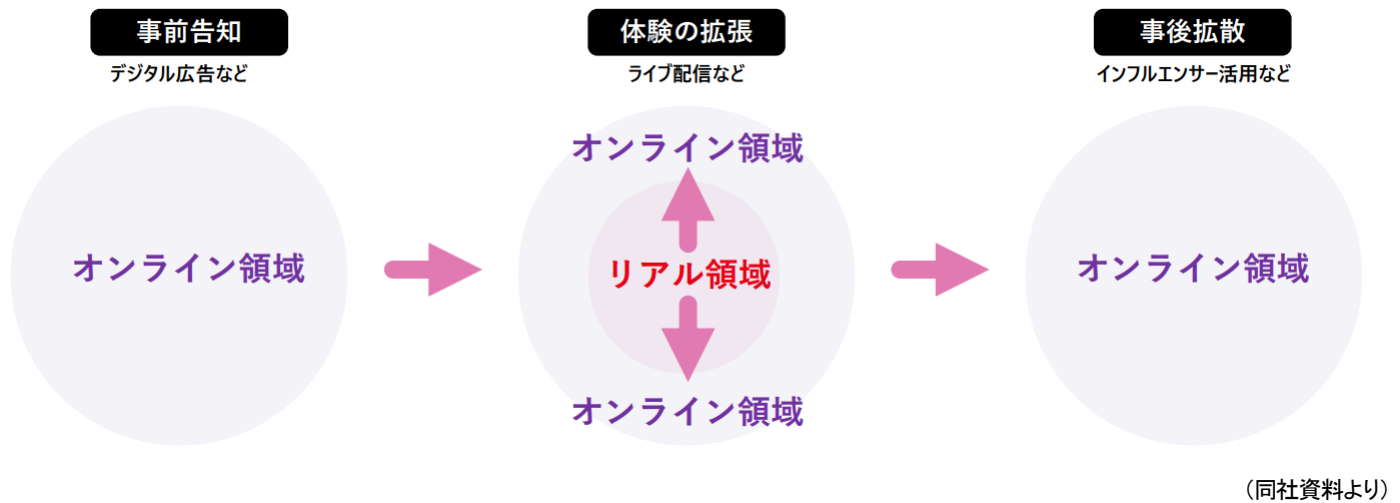 事前告知
デジタル広告など
オンライン領域
体験の拡張
ライブ配信など
オンライン領域
リアル領域
オンライン領域
事後拡散
インフルエンサー活用など
オンライン領域
（同社資料より）